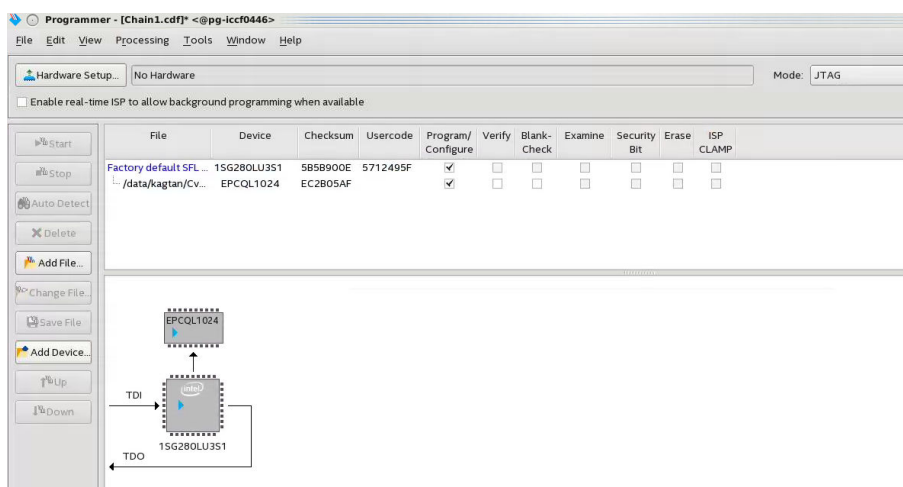 Programmer - [Chain1.cdf]* <@pg-iccf0446>
File Edit View Processing Tools Window Help
Hardware Setup... No Hardware Mode: JTAG
Enable real-time ISP to allow background programming when available
File Device Checksum Usercode Program/ Configure Verify Blank- Check Examine Security Bit Erase ISP CLAMP
Factory default SFL ... 1SG280LU3S1 5B5B900E 5712495F
/data/kagtan/Cv... EPCQL1024 EC2B05AF
Start
Stop
Auto Detect
Delete
Add File...
Change File...
Save File
Add Device...
Up
Down
EPCQL1024
TDI
intel
1SG280LU3S1
TDO